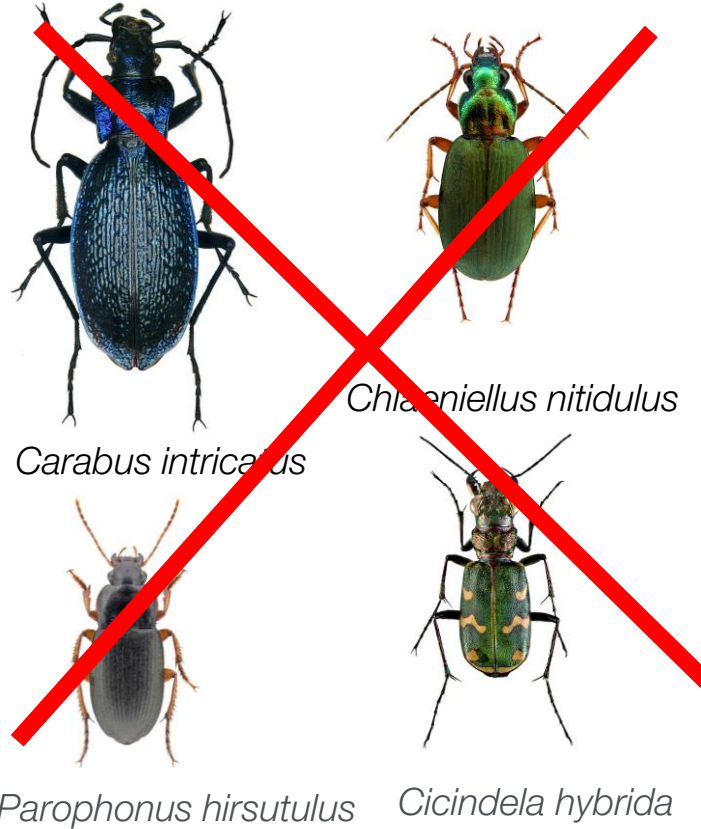 Chlaeniellus nitidulus
Carabus intricatus
Parophonus hirsutulus
Cicindela hybrida